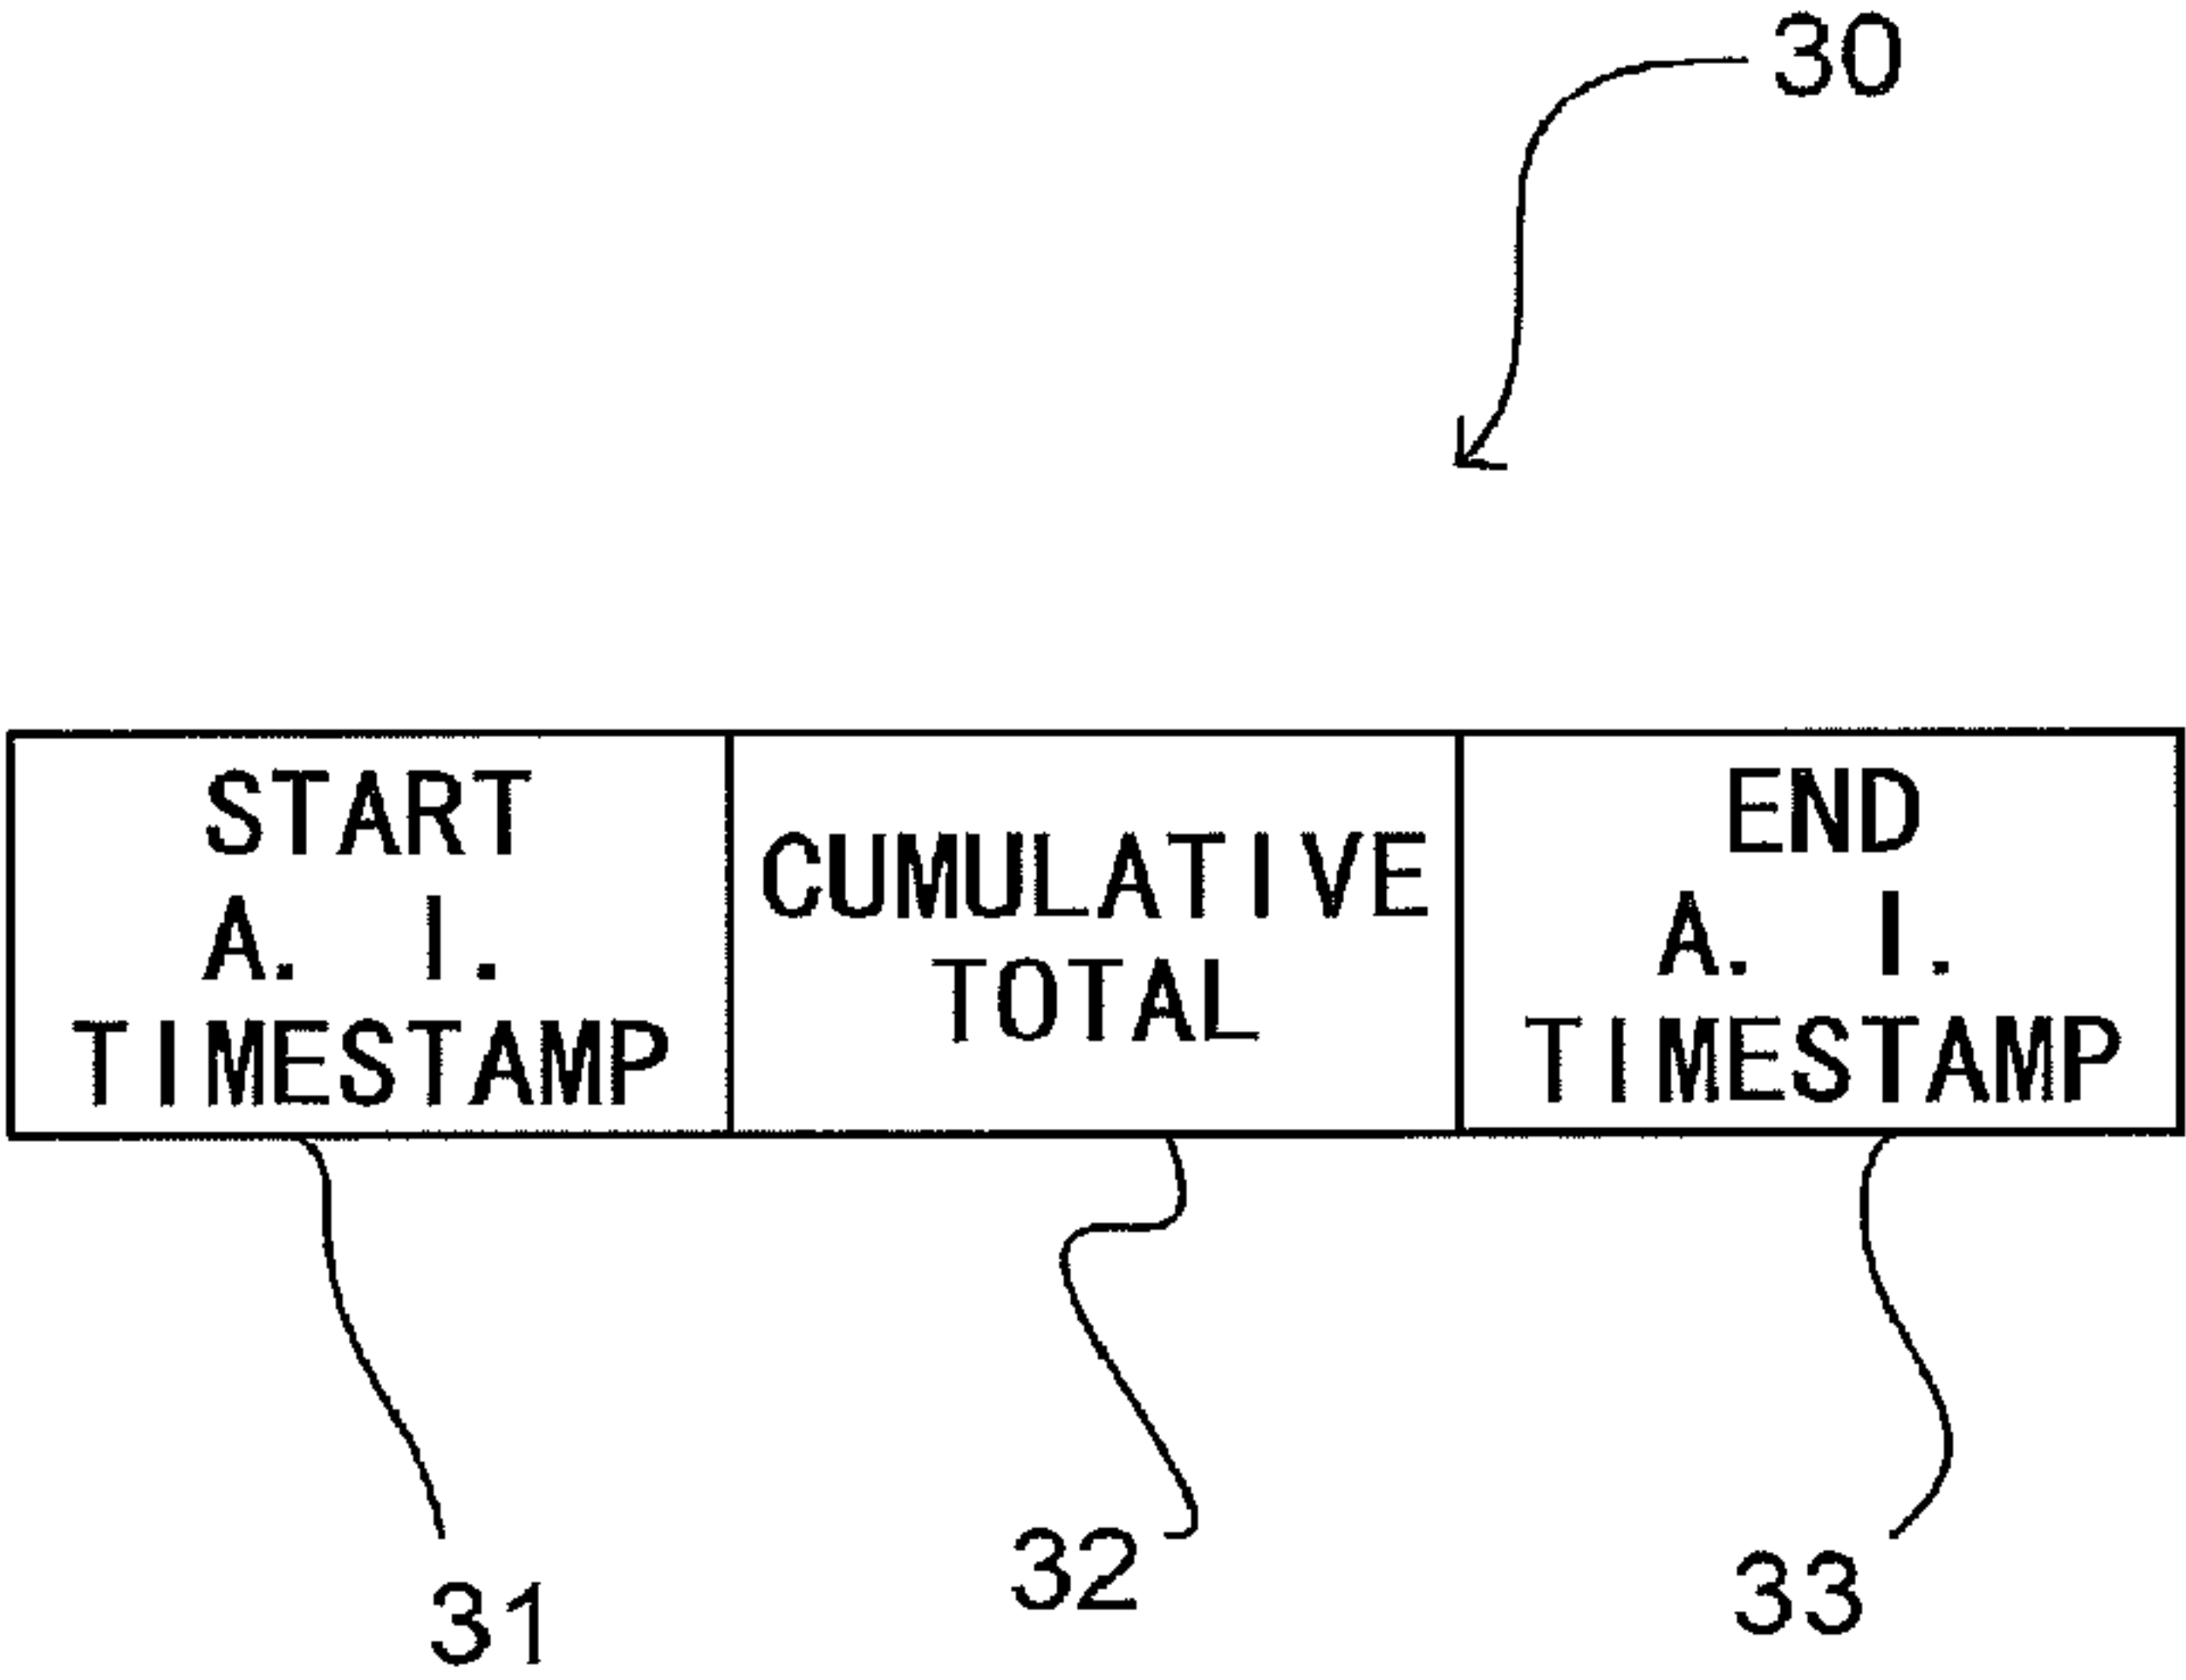 30
START
A. I.
TIMESTAMP
CUMULATIVE
TOTAL
END
A. I.
TIMESTAMP
31
32
33